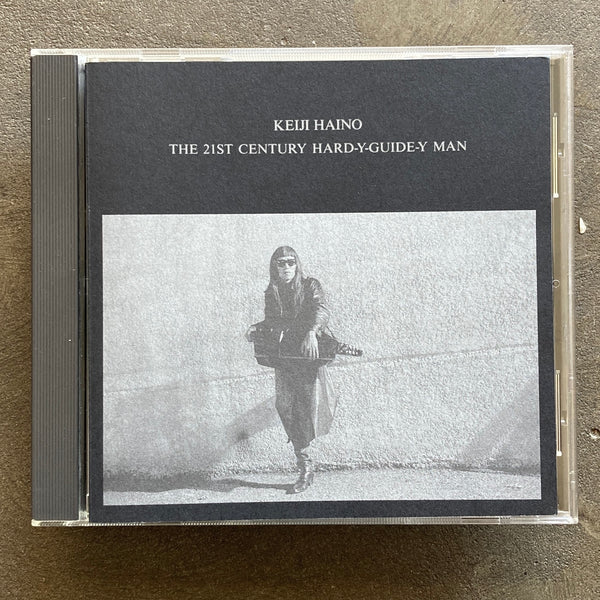 KEIJI HAINO
THE 21ST CENTURY HARD-Y-GUIDE-Y MAN